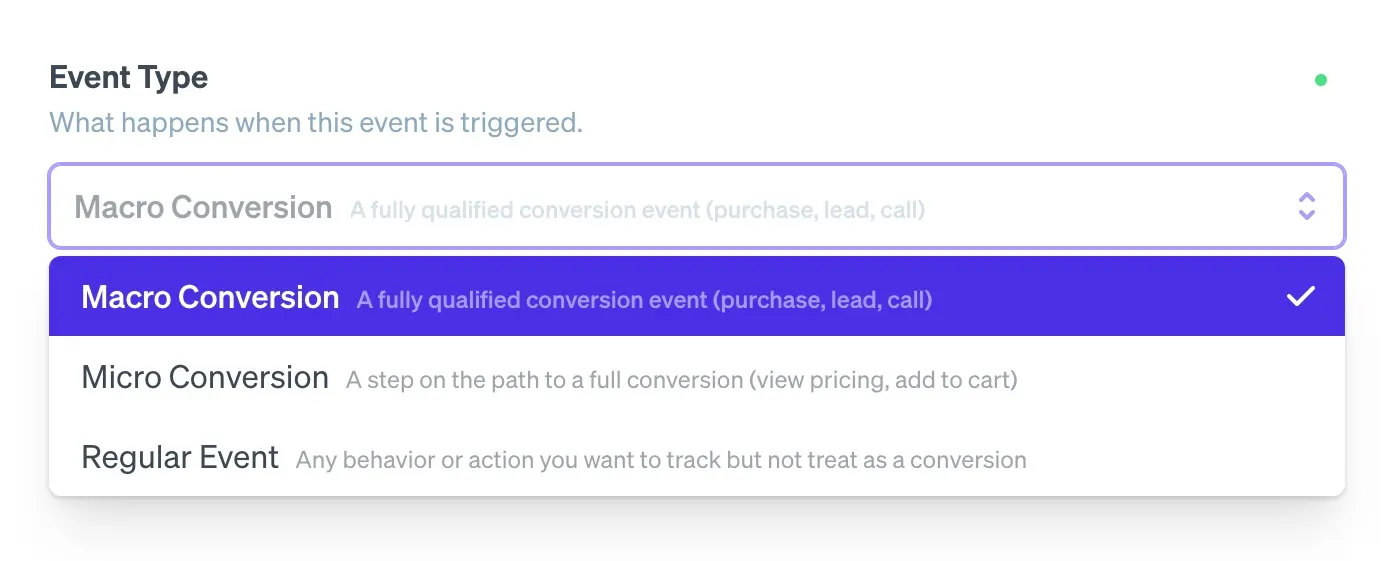 Event Type
What happens when this event is triggered.
Macro Conversion A fully qualified conversion event (purchase, lead, call)
Macro Conversion A fully qualified conversion event (purchase, lead, call)
Micro Conversion A step on the path to a full conversion (view pricing, add to cart)
Regular Event Any behavior or action you want to track but not treat as a conversion